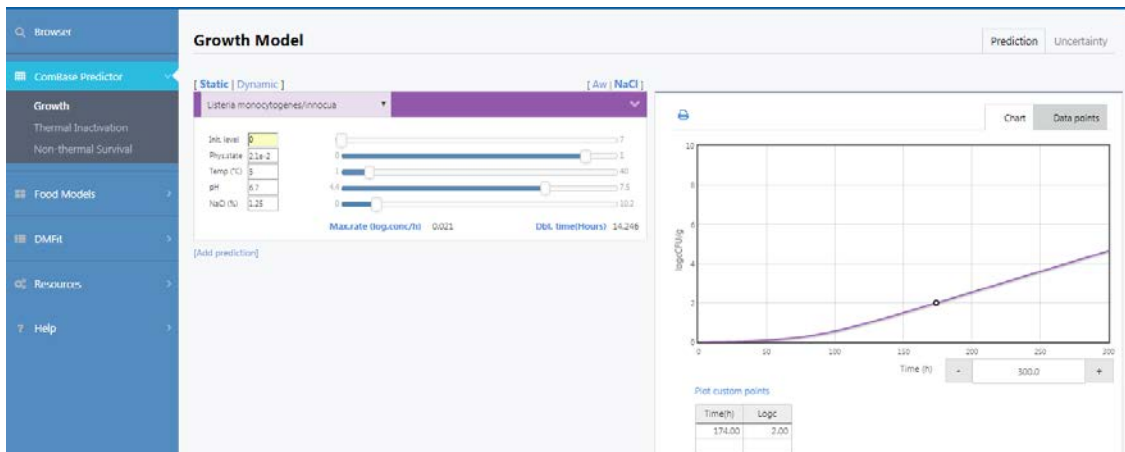 Browser
ComBase Predictor
Growth
Thermal Inactivation
Non-thermal Survival
Food Models
DMFit
Resources
? Help
Growth Model
Prediction Uncertainty
[ Static | Dynamic ] [ Aw | NaCl ]
Listeria monocytogenes/innocua
Init. level 0 7
Phys.state 2.1e-2 0 1
Temp (°C) 5 1 40
pH 6.7 4.4 7.5
NaCl (%) 1.25 0 10.2
Max.rate (log.conc/h) 0.021 Dbl. time(Hours) 14.246
[Add prediction]
Chart Data points
10
8
6
4
2
0
logcCFU/g
0 50 100 150 200 250 300
Time (h) - 300.0 +
Plot custom points
Time(h) Logc
174.00 2.00